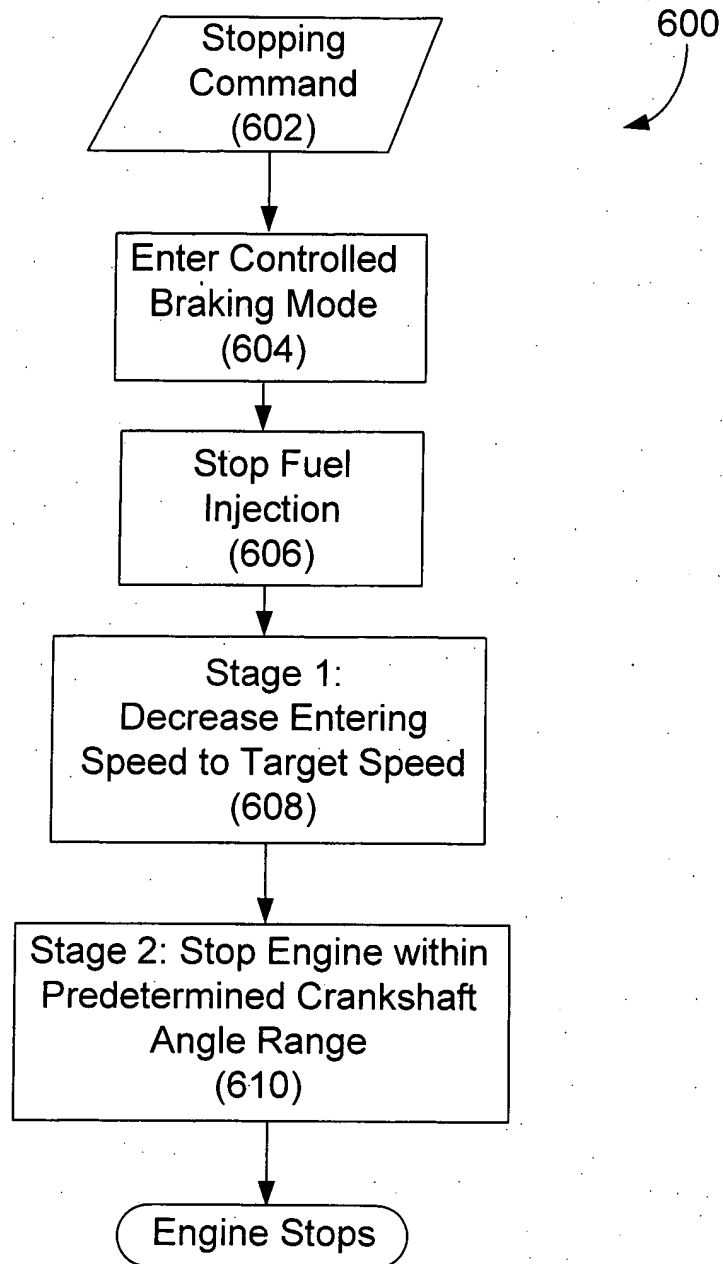 600
Stopping
Command
(602)
Enter Controlled
Braking Mode
(604)
Stop Fuel
Injection
(606)
Stage 1:
Decrease Entering
Speed to Target Speed
(608)
Stage 2: Stop Engine within
Predetermined Crankshaft
Angle Range
(610)
Engine Stops